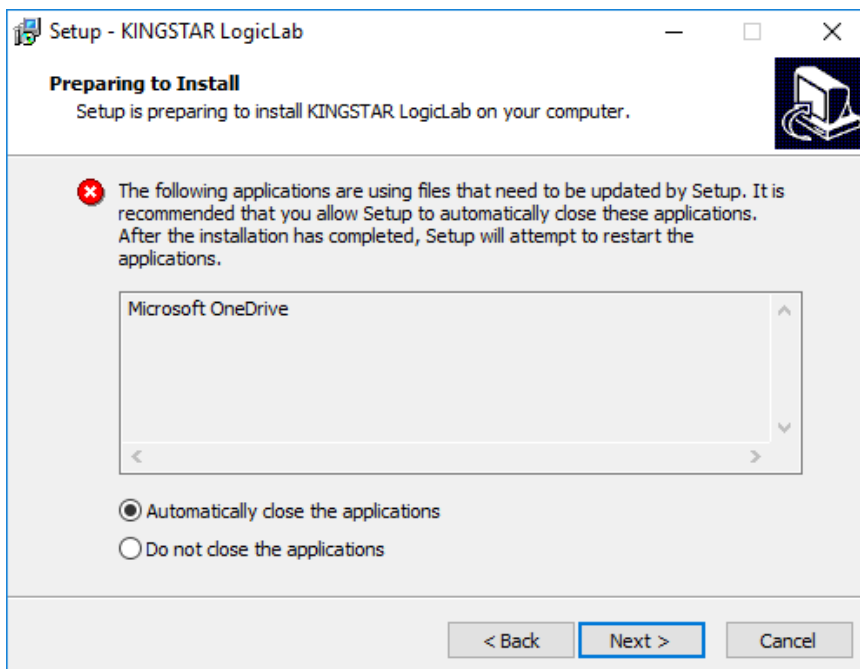 Setup - KINGSTAR LogicLab
Preparing to Install
Setup is preparing to install KINGSTAR LogicLab on your computer.
The following applications are using files that need to be updated by Setup. It is
recommended that you allow Setup to automatically close these applications.
After the installation has completed, Setup will attempt to restart the
applications.
Microsoft OneDrive
Automatically close the applications
Do not close the applications
< Back Next > Cancel